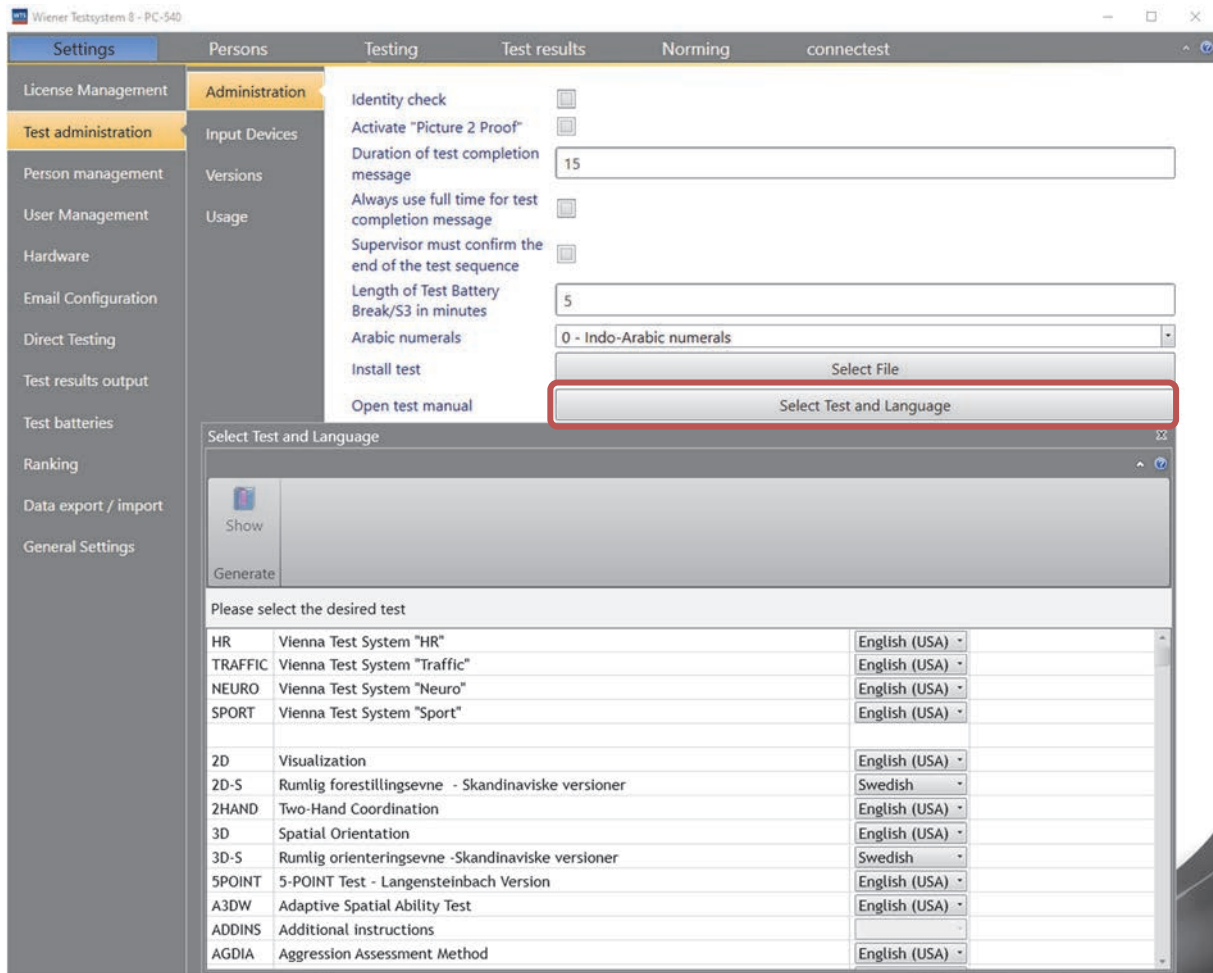 WTS Wiener Testsystem 8 - PC-540
Settings Persons Testing Test results Norming connectest
License Management
Test administration
Person management
User Management
Hardware
Email Configuration
Direct Testing
Test results output
Test batteries
Ranking
Data export / import
General Settings
Administration
Input Devices
Versions
Usage
Identity check
Activate "Picture 2 Proof"
Duration of test completion
message
15
Always use full time for test
completion message
Supervisor must confirm the
end of the test sequence
Length of Test Battery
Break/S3 in minutes
5
Arabic numerals 0 - Indo-Arabic numerals
Install test Select File
Open test manual Select Test and Language
Select Test and Language
Show
Generate
Please select the desired test
HR Vienna Test System "HR" English (USA)
TRAFFIC Vienna Test System "Traffic" English (USA)
NEURO Vienna Test System "Neuro" English (USA)
SPORT Vienna Test System "Sport" English (USA)
2D Visualization English (USA)
2D-S Rumlig forestillingsevne - Skandinaviske versioner Swedish
2HAND Two-Hand Coordination English (USA)
3D Spatial Orientation English (USA)
3D-S Rumlig orienteringsevne -Skandinaviske versioner Swedish
5POINT 5-POINT Test - Langensteinbach Version English (USA)
A3DW Adaptive Spatial Ability Test English (USA)
ADDINS Additional instructions
AGDIA Aggression Assessment Method English (USA)